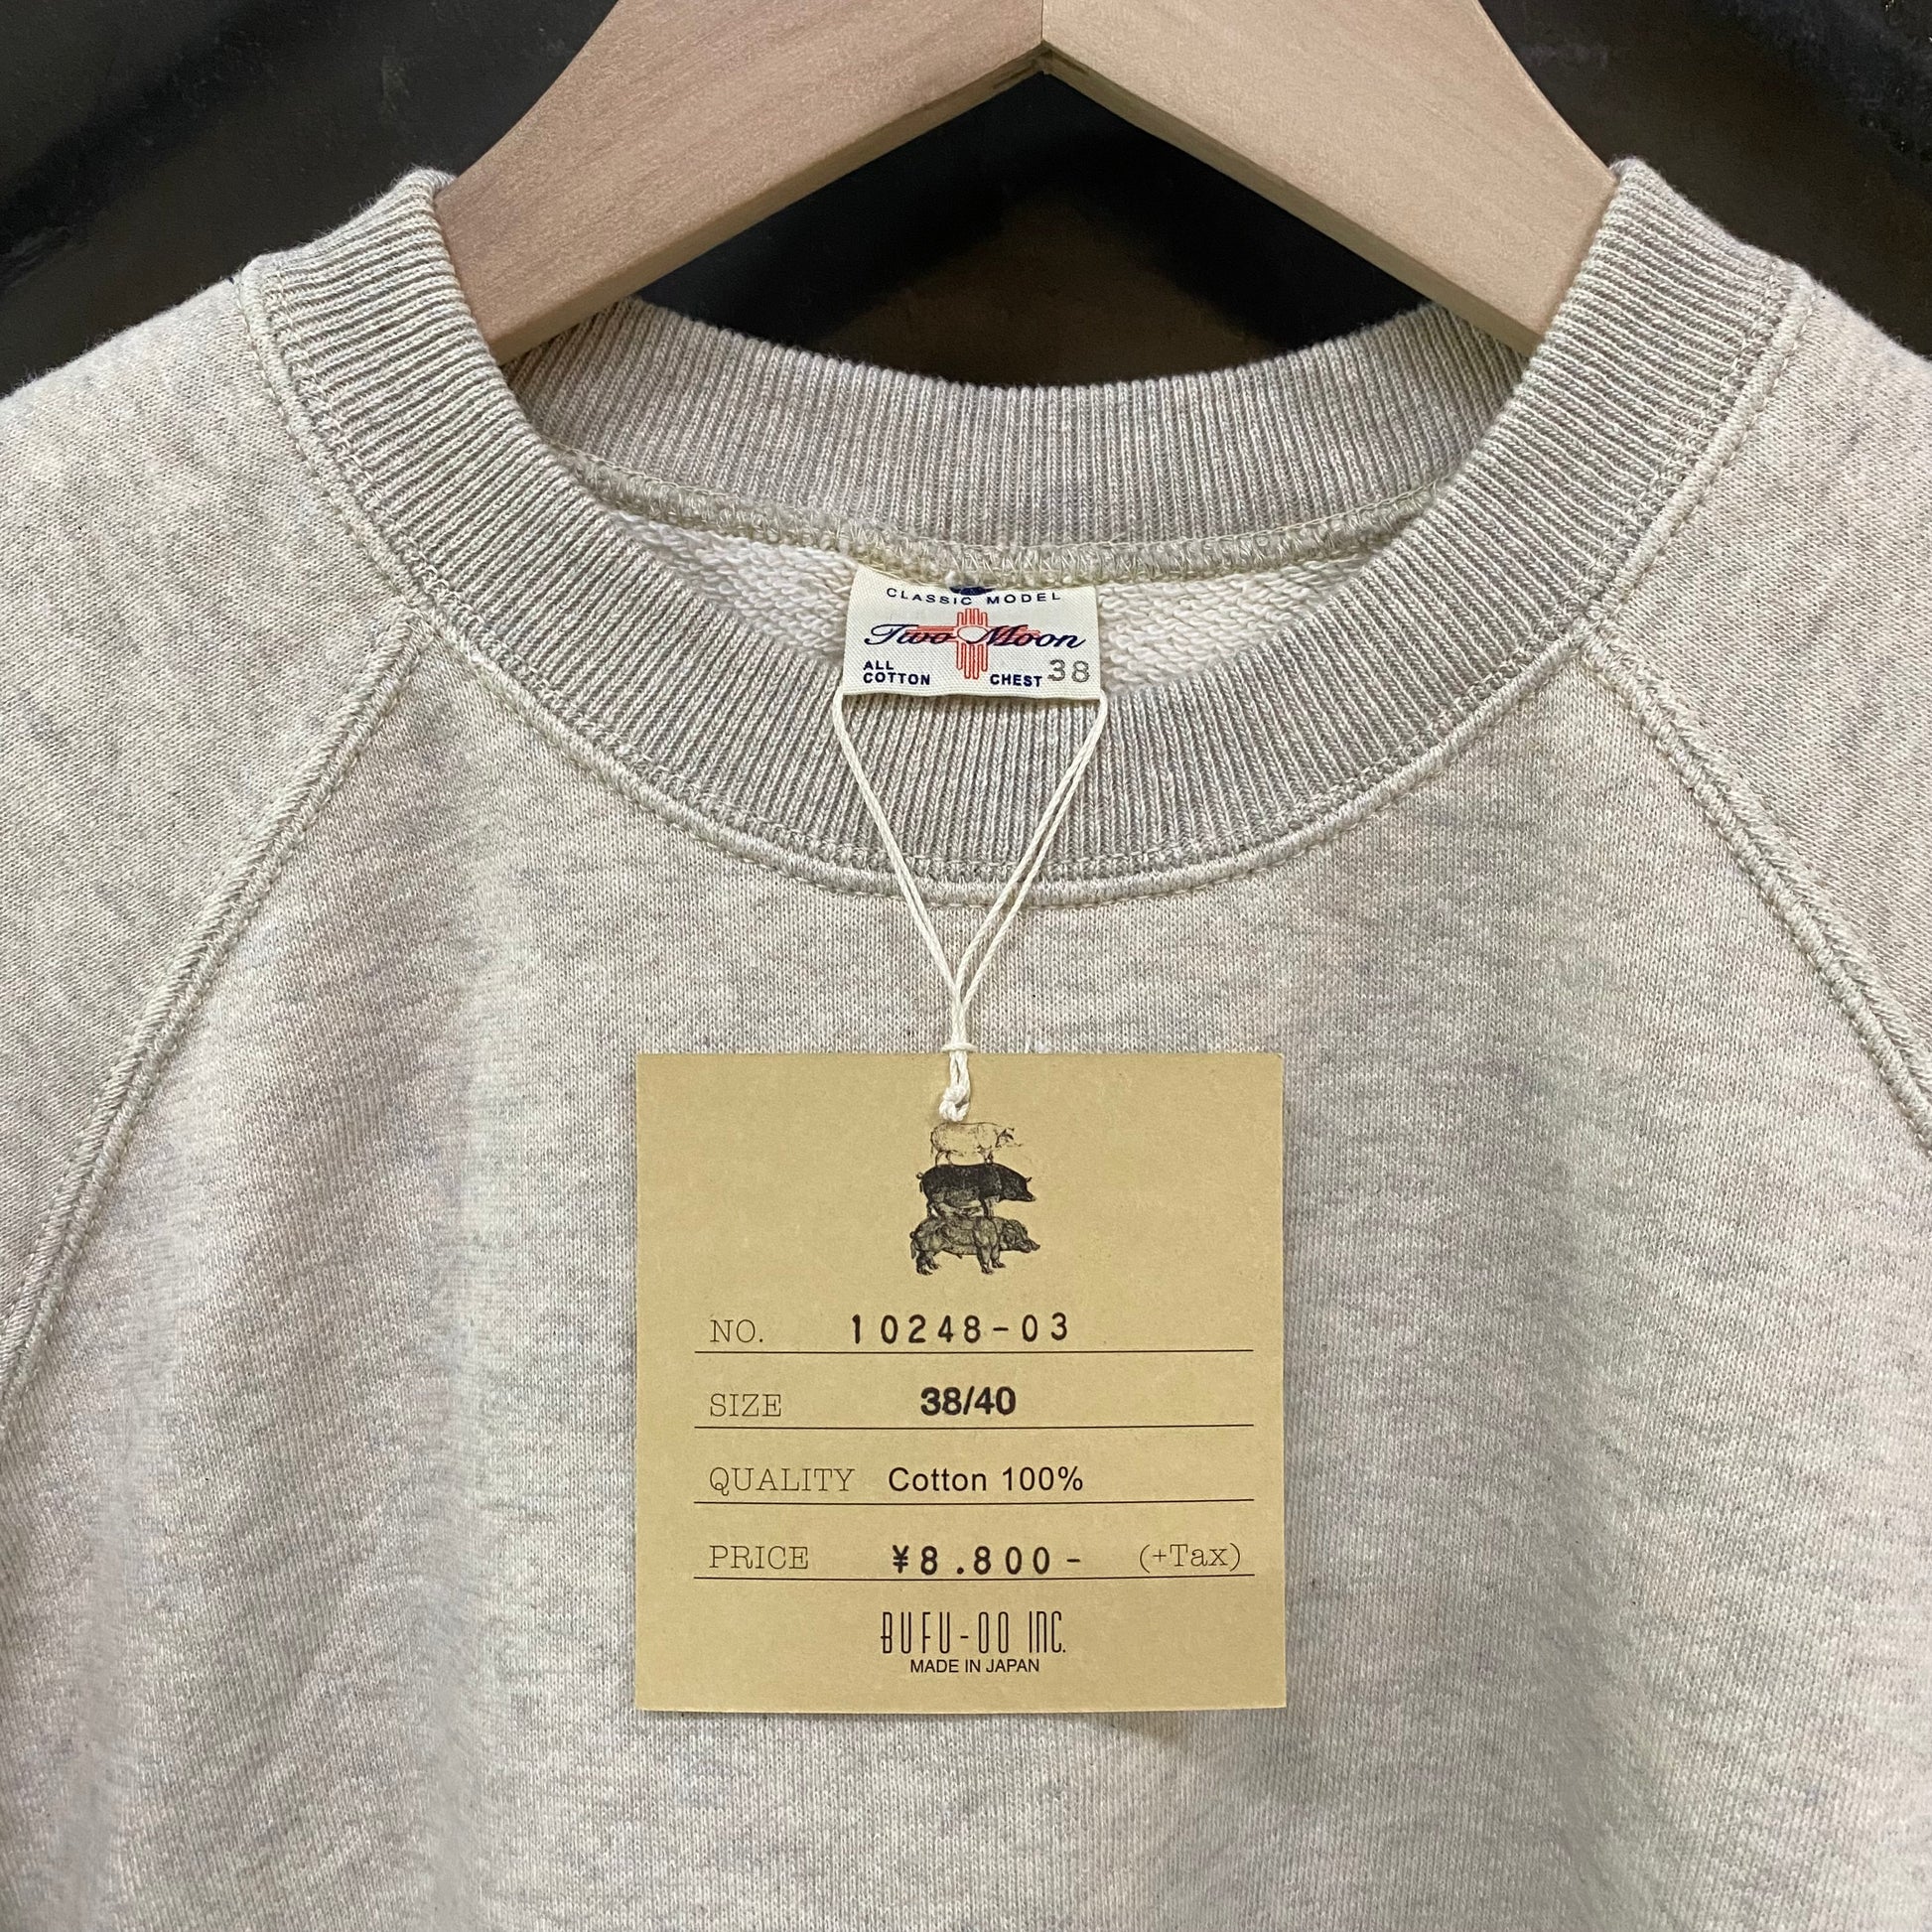 CLASSIC MODEL
Two Moon
ALL COTTON CHEST 38
NO. 10248-03
SIZE 38/40
QUALITY Cotton 100%
PRICE ¥8.800- (+Tax)
BUFU-OO INC.
MADE IN JAPAN